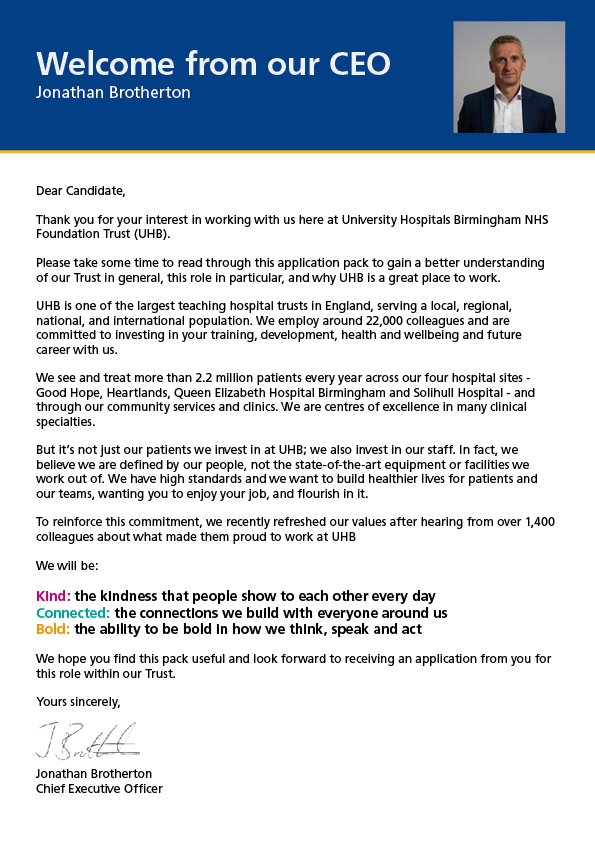 Welcome from our CEO
Jonathan Brotherton
Dear Candidate,
Thank you for your interest in working with us here at University Hospitals Birmingham NHS
Foundation Trust (UHB).
Please take some time to read through this application pack to gain a better understanding
of our Trust in general, this role in particular, and why UHB is a great place to work.
UHB is one of the largest teaching hospital trusts in England, serving a local, regional,
national, and international population. We employ around 22,000 colleagues and are
committed to investing in your training, development, health and wellbeing and future
career with us.
We see and treat more than 2.2 million patients every year across our four hospital sites -
Good Hope, Heartlands, Queen Elizabeth Hospital Birmingham and Solihull Hospital - and
through our community services and clinics. We are centres of excellence in many clinical
specialties.
But it’s not just our patients we invest in at UHB; we also invest in our staff. In fact, we
believe we are defined by our people, not the state-of-the-art equipment or facilities we
work out of. We have high standards and we want to build healthier lives for patients and
our teams, wanting you to enjoy your job, and flourish in it.
To reinforce this commitment, we recently refreshed our values after hearing from over 1,400
colleagues about what made them proud to work at UHB
We will be:
Kind: the kindness that people show to each other every day
Connected: the connections we build with everyone around us
Bold: the ability to be bold in how we think, speak and act
We hope you find this pack useful and look forward to receiving an application from you for
this role within our Trust.
Yours sincerely,
Jonathan Brotherton
Chief Executive Officer